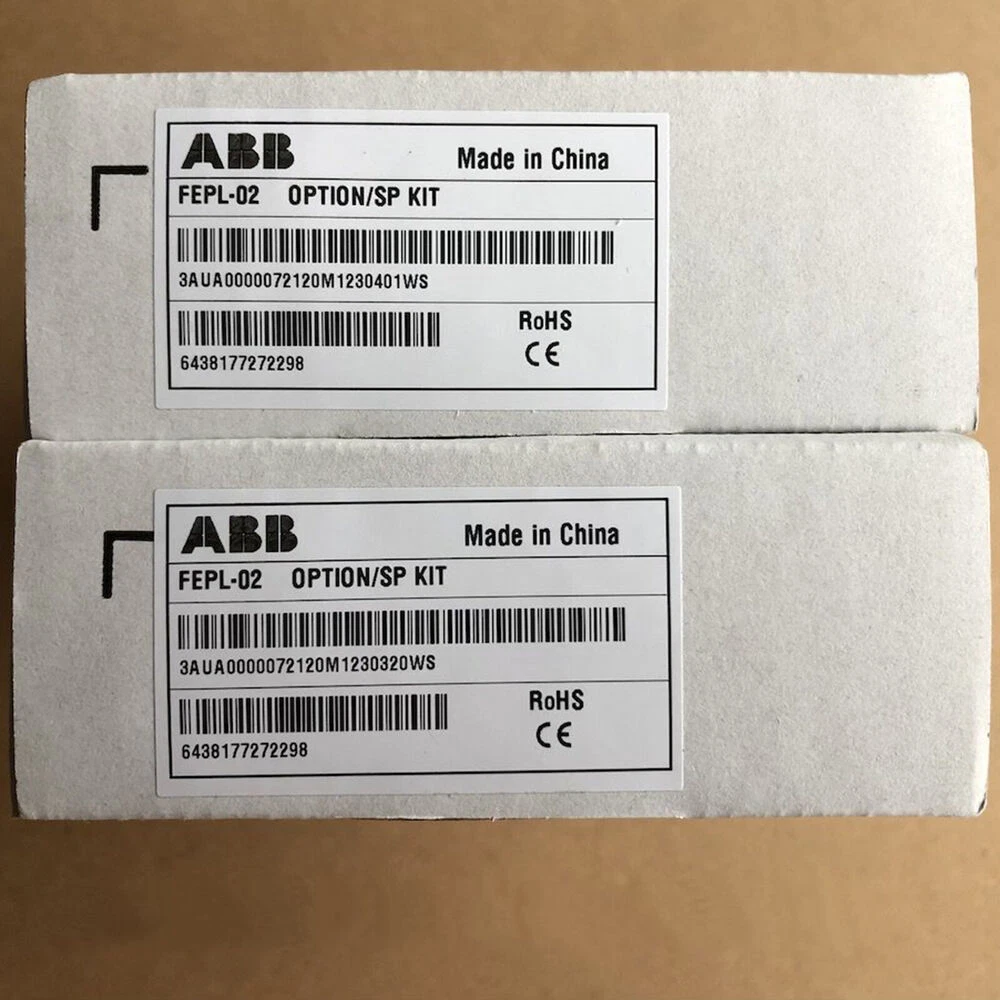 ABB Made in China
FEPL-02 OPTION/SP KIT
3AUA0000072120M1230401WS
RoHS
6438177272298 CE
ABB Made in China
FEPL-02 OPTION/SP KIT
3AUA0000072120M1230320WS
RoHS
6438177272298 CE